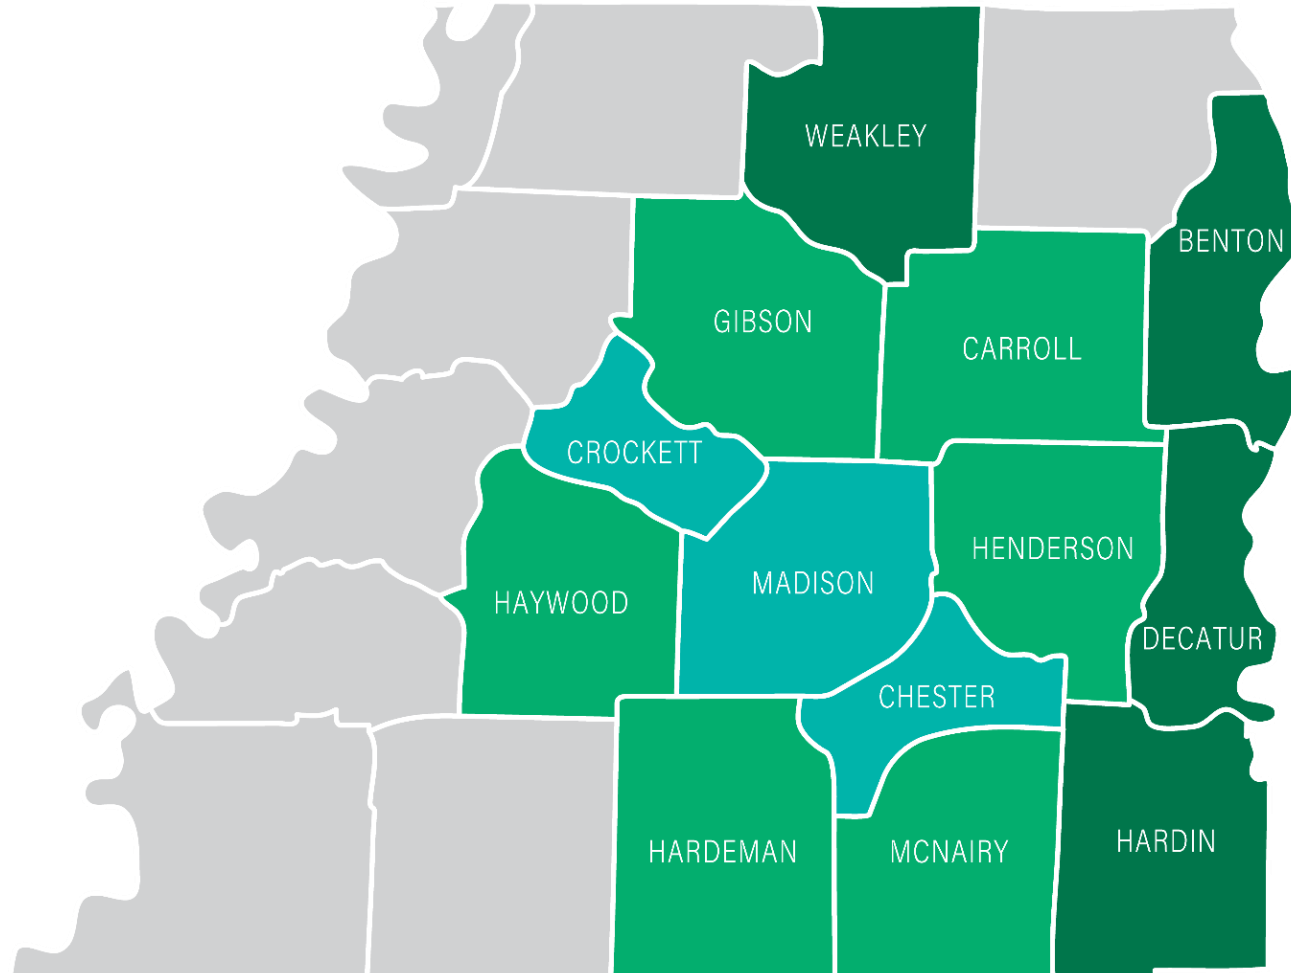 WEAKLEY
BENTON
GIBSON
CARROLL
CROCKETT
HENDERSON
MADISON
HAYWOOD
DECATUR
CHESTER
HARDIN
HARDEMAN
MCNAIRY